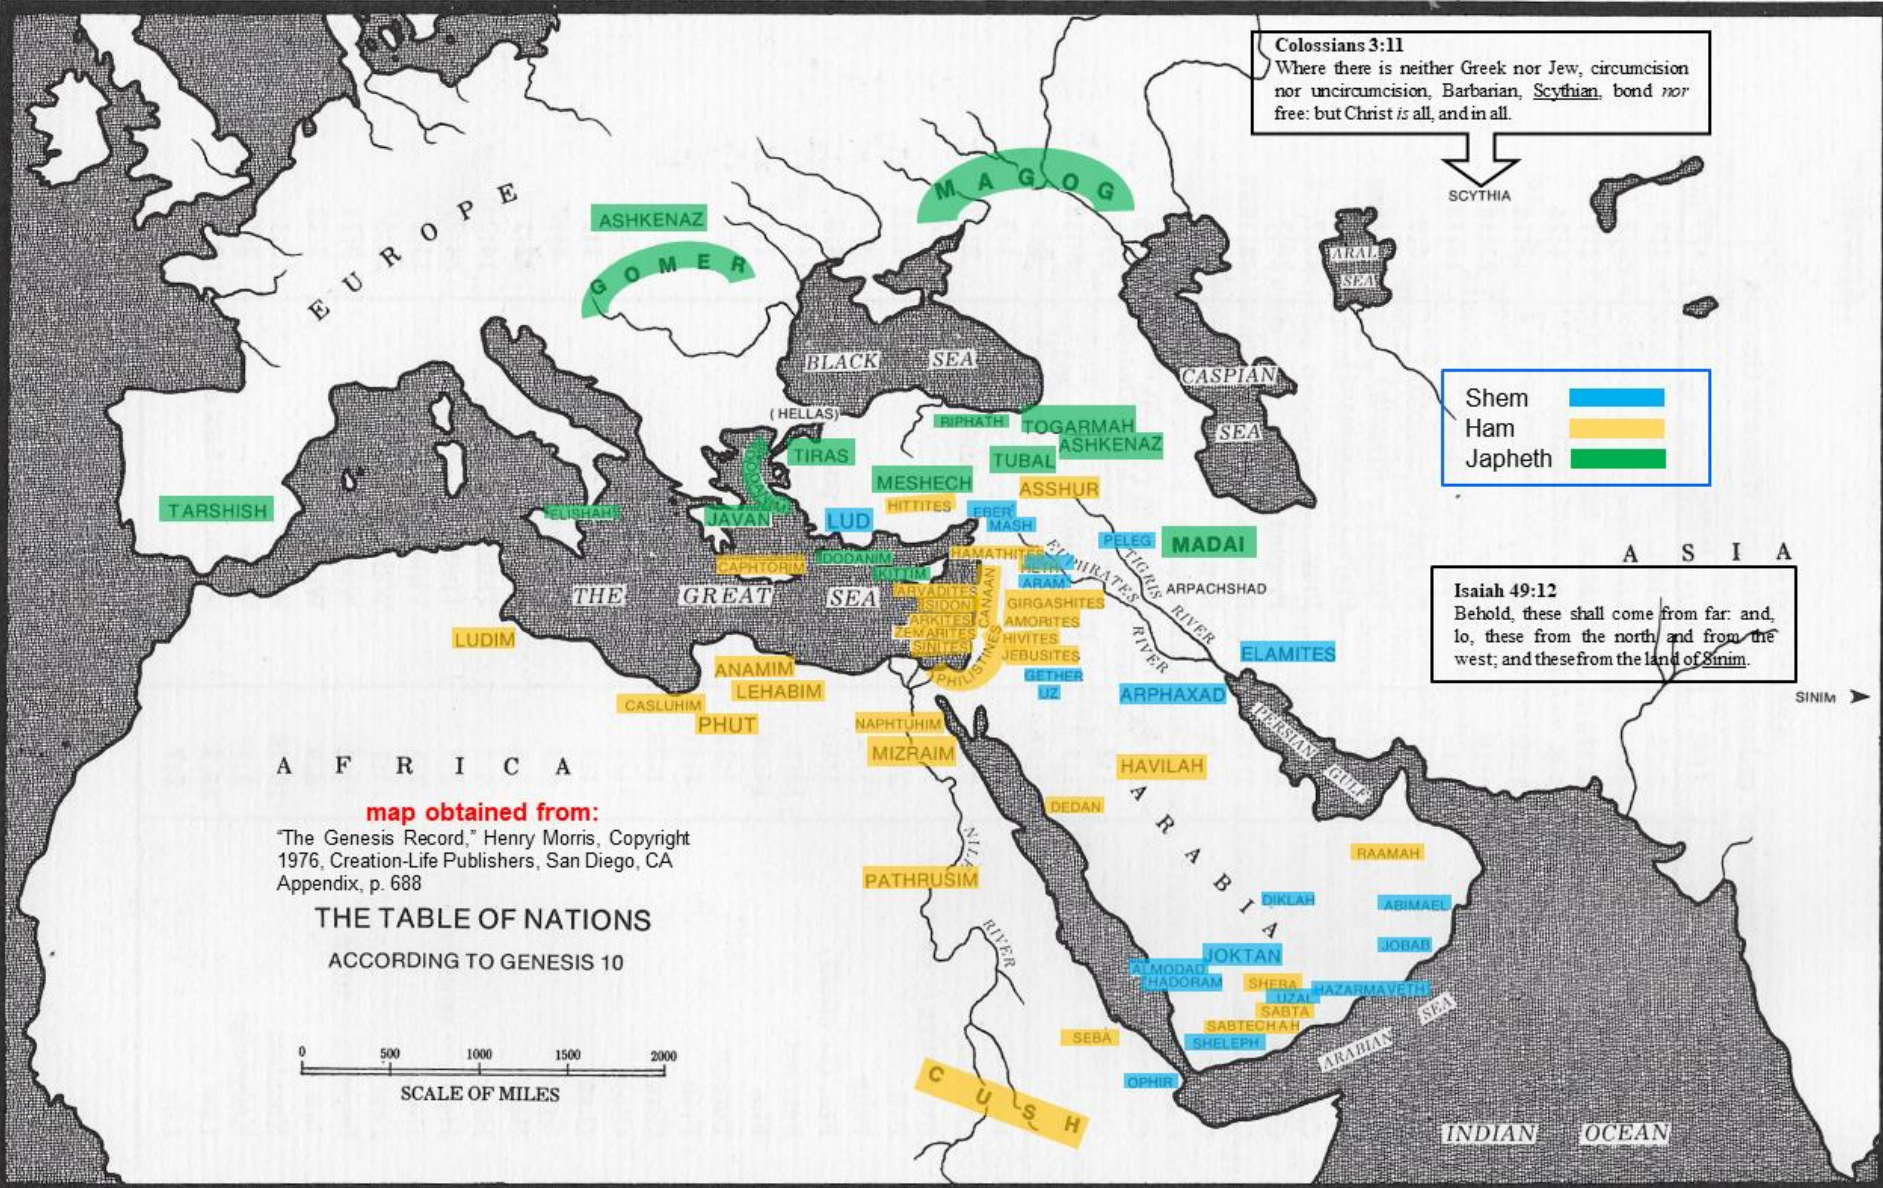 Colossians 3:11
Where there is neither Greek nor Jew, circumcision
nor uncircumcision, Barbarian, Scythian, bond nor
free: but Christ is all, and in all.
SCYTHIA
MAGOG
ASHKENAZ
GOMER
EUROPE
ARAL
SEA
BLACK SEA
CASPIAN
SEA
Shem
Ham
Japheth
(HELLAS)
RIPHATH
TOGARMAH
ASHKENAZ
TIRAS
TUBAL
MESHECH
ASSHUR
HITTITES
TARSHISH
ELISHAH
JAVAN
LUD
EBER
MASH
PELEG
MADAI
ASIA
CAPHTORIM
DODANIM
KITTIM
HAMATHITES
HETH
ARAM
EUPHRATES
RIVER
TIGRIS
RIVER
ARPACHSHAD
THE GREAT SEA
ARVADITES
SIDON
ARKITES
ZEMARITES
SINITES
CANAAN
PHILISTINES
GIRGASHITES
AMORITES
HIVITES
JEBUSITES
GETHER
UZ
Isaiah 49:12
Behold, these shall come from far: and,
lo, these from the north and from the
west; and these from the land of Sinim.
SINIM
LUDIM
ANAMIM
LEHABIM
CASLUHIM
PHUT
NAPHTUHIM
MIZRAIM
ELAMITES
ARPHAXAD
PERSIAN
GULF
HAVILAH
AFRICA
DEDAN
ARABIA
map obtained from:
“The Genesis Record,” Henry Morris, Copyright
1976, Creation-Life Publishers, San Diego, CA
Appendix, p. 688
THE TABLE OF NATIONS
ACCORDING TO GENESIS 10
NILE
RIVER
PATHRUSIM
RAAMAH
DIKLAH
ABIMAEL
JOBAB
JOKTAN
ALMODAD
HADORAM
SHEBA
UZAL
HAZARMAVETH
SABTA
SABTECHAH
SHELEPH
SEBA
OPHIR
CUSH
ARABIAN
SEA
0 500 1000 1500 2000
SCALE OF MILES
INDIAN OCEAN